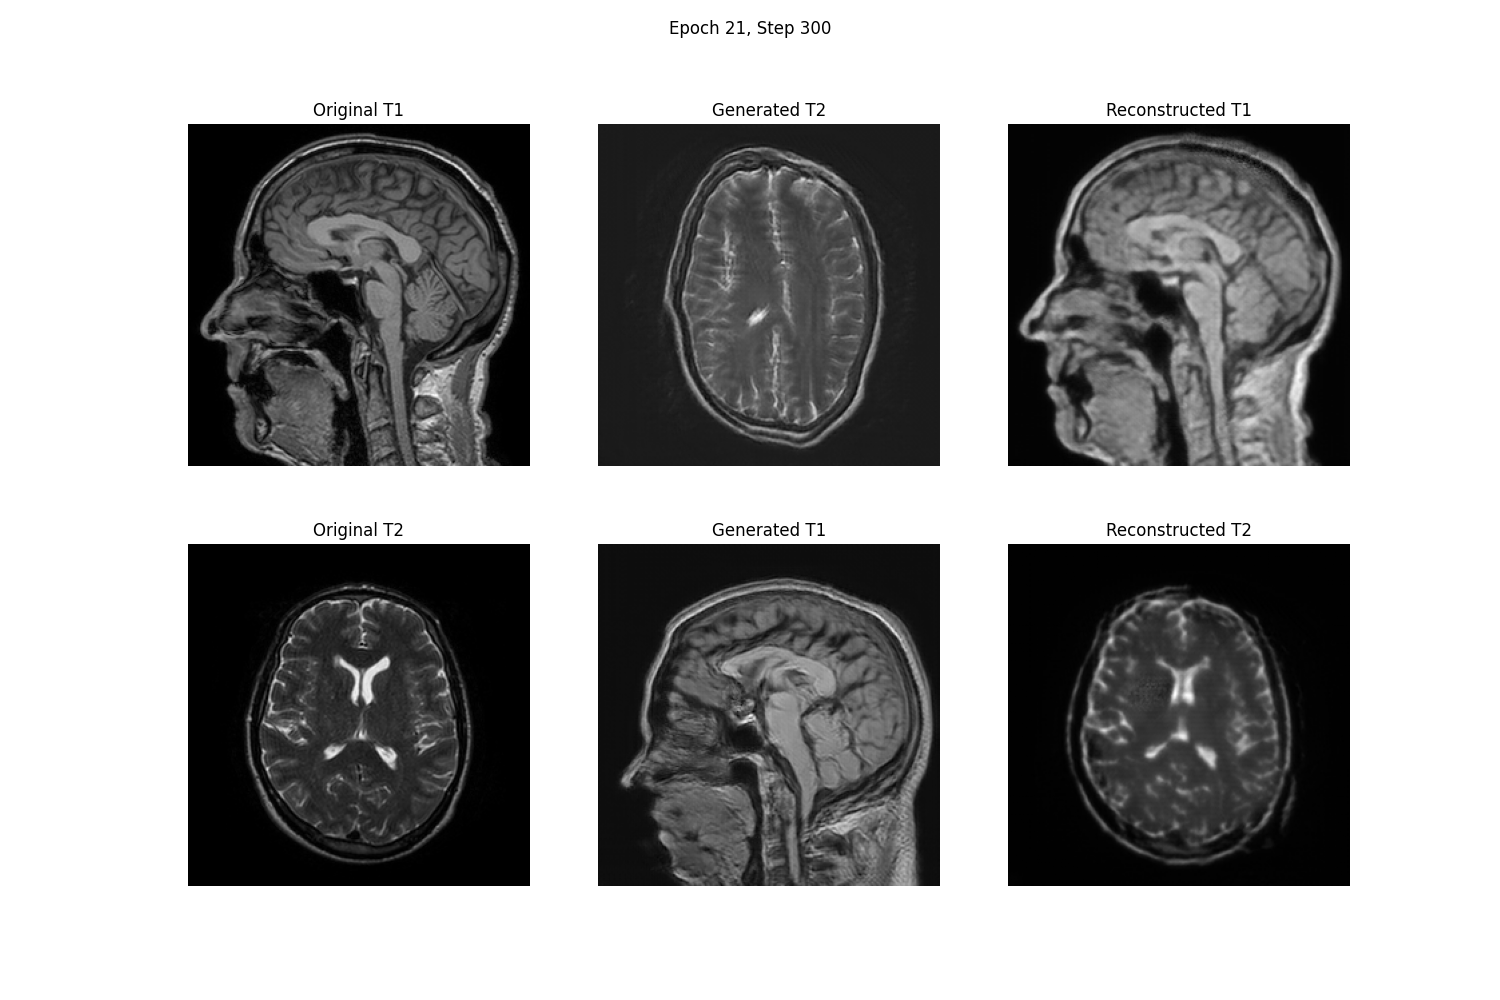 Epoch 21, Step 300
Original T1
Generated T2
Reconstructed T1
Original T2
Generated T1
Reconstructed T2